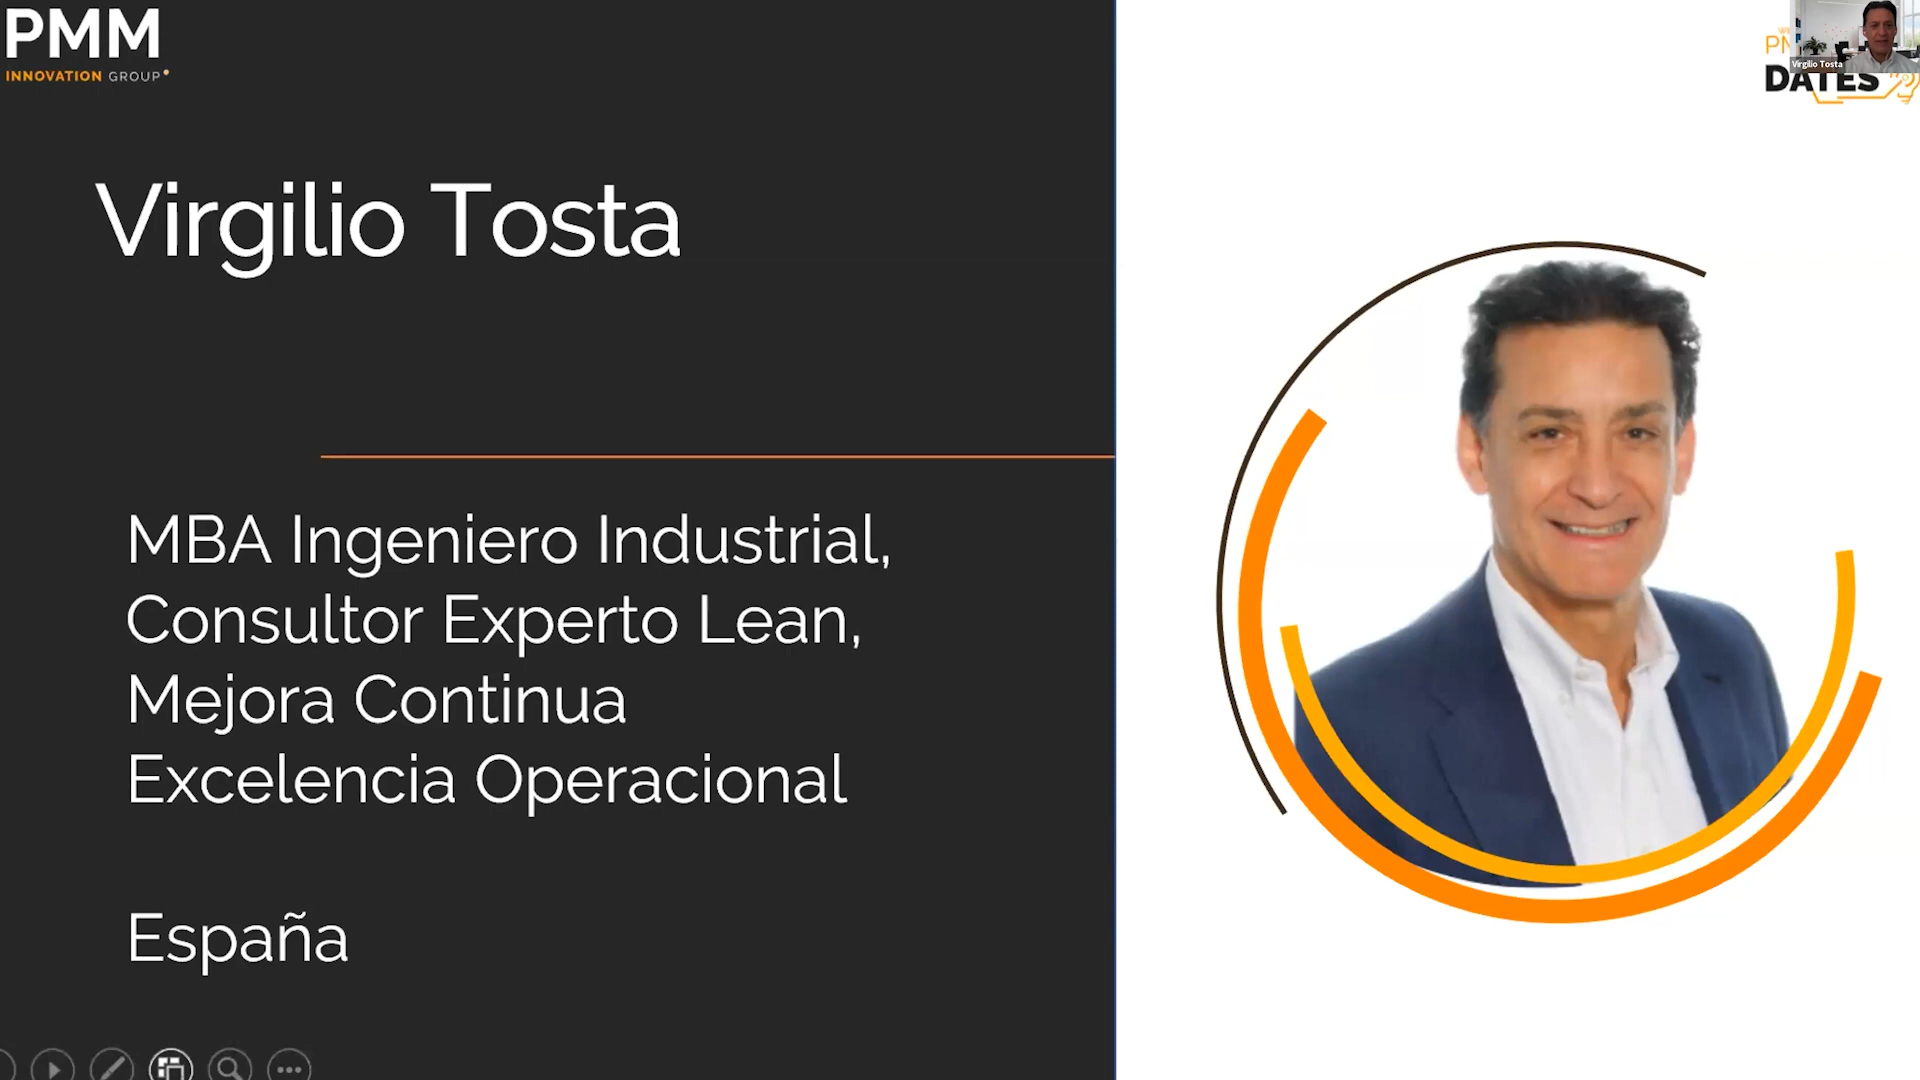 PMM
INNOVATION GROUP
Virgilio Tosta
MBA Ingeniero Industrial,
Consultor Experto Lean,
Mejora Continua
Excelencia Operacional
España
Virgilio Tosta
DATES